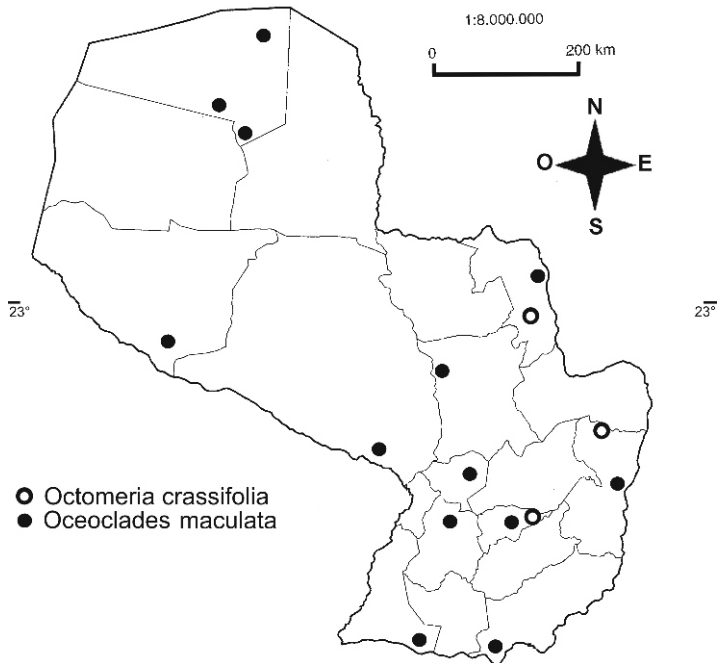 1:8.000.000
0 200 km
N
O E
S
23° 23°
Octomeria crassifolia
Oceoclades maculata